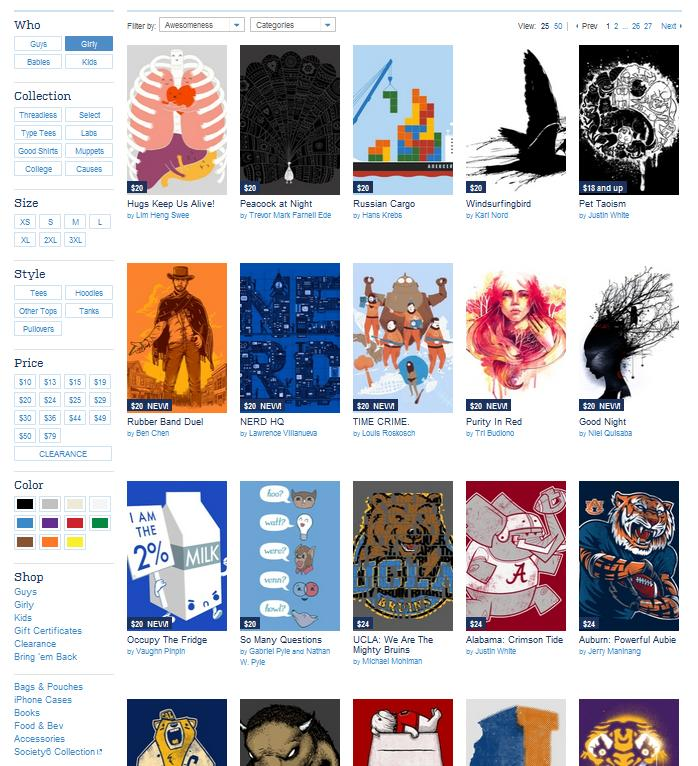 Who
Guys
Girly
Babies
Kids
Collection
Threadless
Select
Type Tees
Labs
Good Shirts
Muppets
College
Causes
Size
XS
S
M
L
XL
2XL
3XL
Style
Tees
Hoodies
Other Tops
Tanks
Pullovers
Price
$10
$13
$15
$19
$20
$24
$25
$29
$30
$36
$44
$49
$50
$79
CLEARANCE
Color
Shop
Guys
Girly
Kids
Gift Certificates
Clearance
Bring 'em Back
Bags & Pouches
iPhone Cases
Books
Food & Bev
Accessories
Society6 Collection
Filter by: Awesomeness Categories
View: 25 50 | Prev 1 2 ... 26 27 Next
$20
Hugs Keep Us Alive!
by Lim Heng Swee
$20
Peacock at Night
by Trevor Mark Farnell Ede
$20
Russian Cargo
by Hans Krebs
$20
Windsurfingbird
by Karl Nord
$18 and up
Pet Taoism
by Justin White
$20 NEW!
Rubber Band Duel
by Ben Chen
NE
RD
$20 NEW!
NERD HQ
by Lawrence Villanueva
$20 NEW!
TIME CRIME.
by Louis Roskosch
$20 NEW!
Purity In Red
by Tri Budiono
$20 NEW!
Good Night
by Niel Quisaba
I AM
THE
2%
MILK
$20 NEW!
Occupy The Fridge
by Vaughn Pinpin
hoo?
watt?
were?
venn?
howl?
$20
So Many Questions
by Gabriel Pyle and Nathan
W. Pyle
UCLA
BRUINS
$24
UCLA: We Are The
Mighty Bruins
by Michael Mohlman
A
$24
Alabama: Crimson Tide
by Justin White
AU
$24
Auburn: Powerful Aubie
by Jerry Maninang